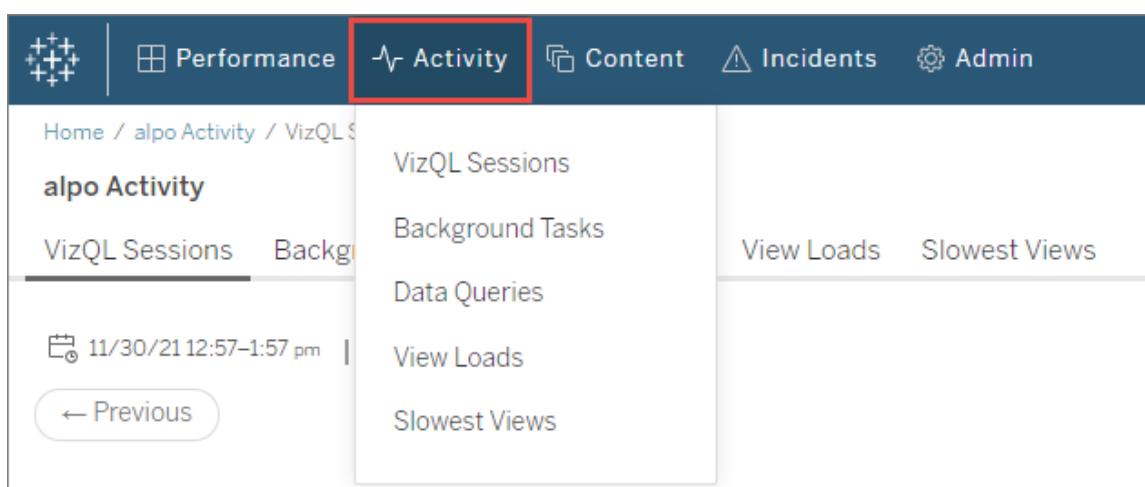 Performance Activity Content Incidents Admin
Home / alpo Activity / VizQL
VizQL Sessions
alpo Activity
Background Tasks
VizQL Sessions Backg View Loads Slowest Views
Data Queries
11/30/21 12:57–1:57 pm |
View Loads
← Previous
Slowest Views